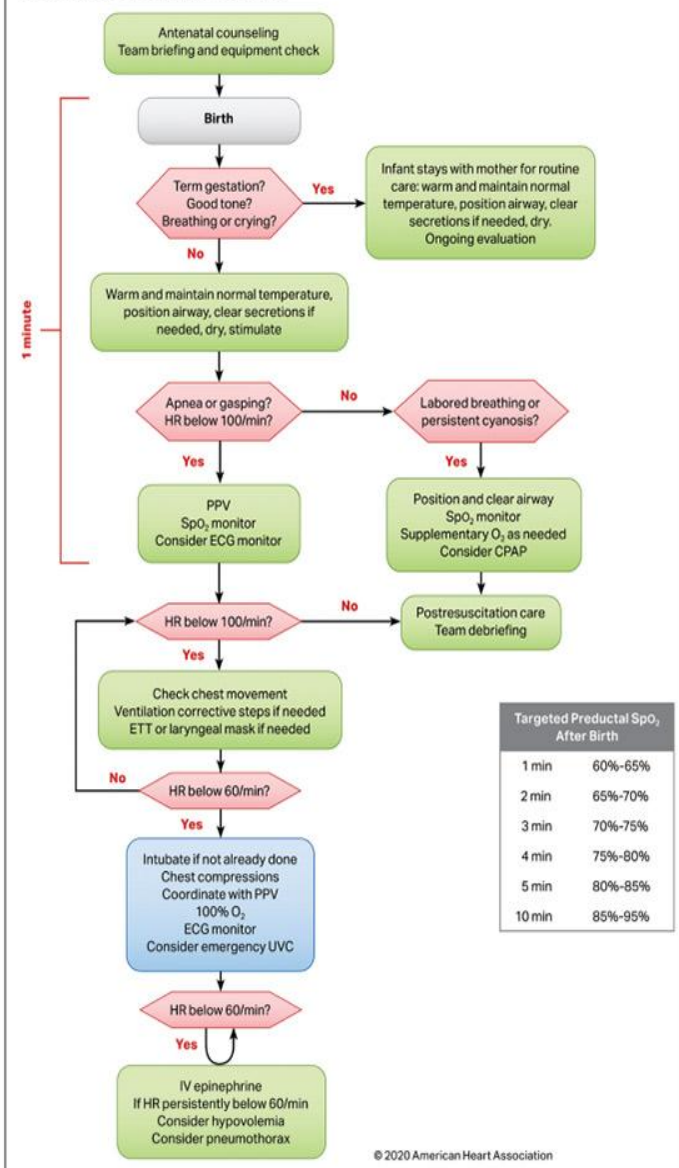 Antenatal counseling
Team briefing and equipment check
Birth
1 minute
Term gestation?
Good tone?
Breathing or crying?
Yes
Infant stays with mother for routine
care: warm and maintain normal
temperature, position airway, clear
secretions if needed, dry.
Ongoing evaluation
No
Warm and maintain normal temperature,
position airway, clear secretions if
needed, dry, stimulate
Apnea or gasping?
HR below 100/min?
No
Labored breathing or
persistent cyanosis?
Yes
Yes
PPV
SpO₂ monitor
Consider ECG monitor
Position and clear airway
SpO₂ monitor
Supplementary O₂ as needed
Consider CPAP
HR below 100/min?
No
Postresuscitation care
Team debriefing
Yes
Check chest movement
Ventilation corrective steps if needed
ETT or laryngeal mask if needed
No
HR below 60/min?
Yes
Intubate if not already done
Chest compressions
Coordinate with PPV
100% O₂
ECG monitor
Consider emergency UVC
HR below 60/min?
Yes
IV epinephrine
If HR persistently below 60/min
Consider hypovolemia
Consider pneumothorax
Targeted Preductal SpO₂
After Birth
1 min 60%-65%
2 min 65%-70%
3 min 70%-75%
4 min 75%-80%
5 min 80%-85%
10 min 85%-95%
© 2020 American Heart Association